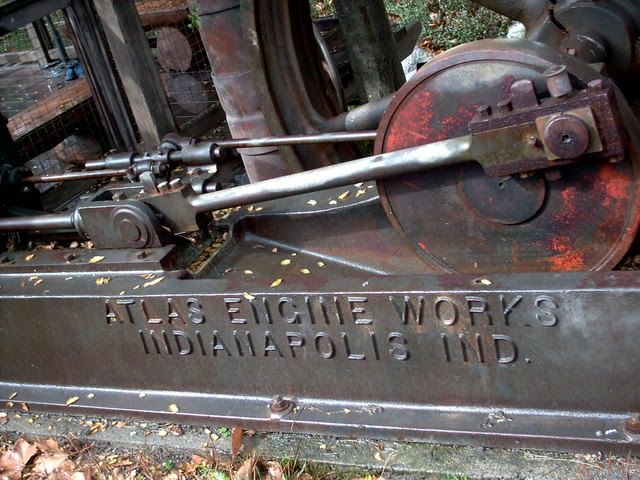 ATLAS ENGINE WORKS
INDIANAPOLIS IND.